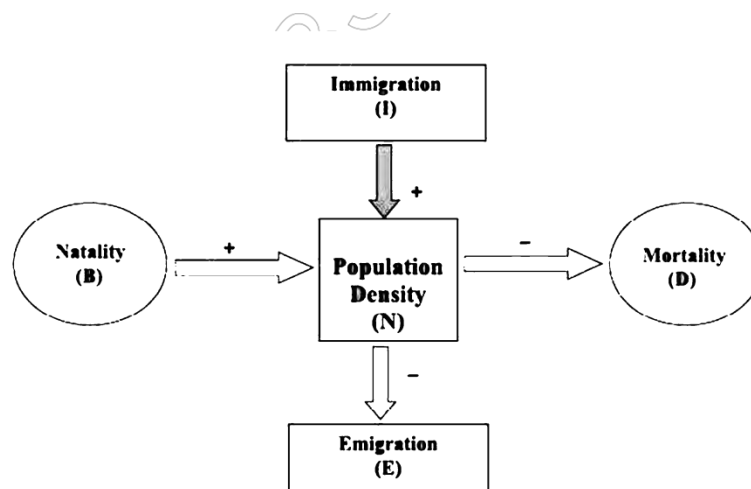 Immigration
(I)
+
Natality
(B)
+
Population
Density
(N)
−
Mortality
(D)
−
Emigration
(E)